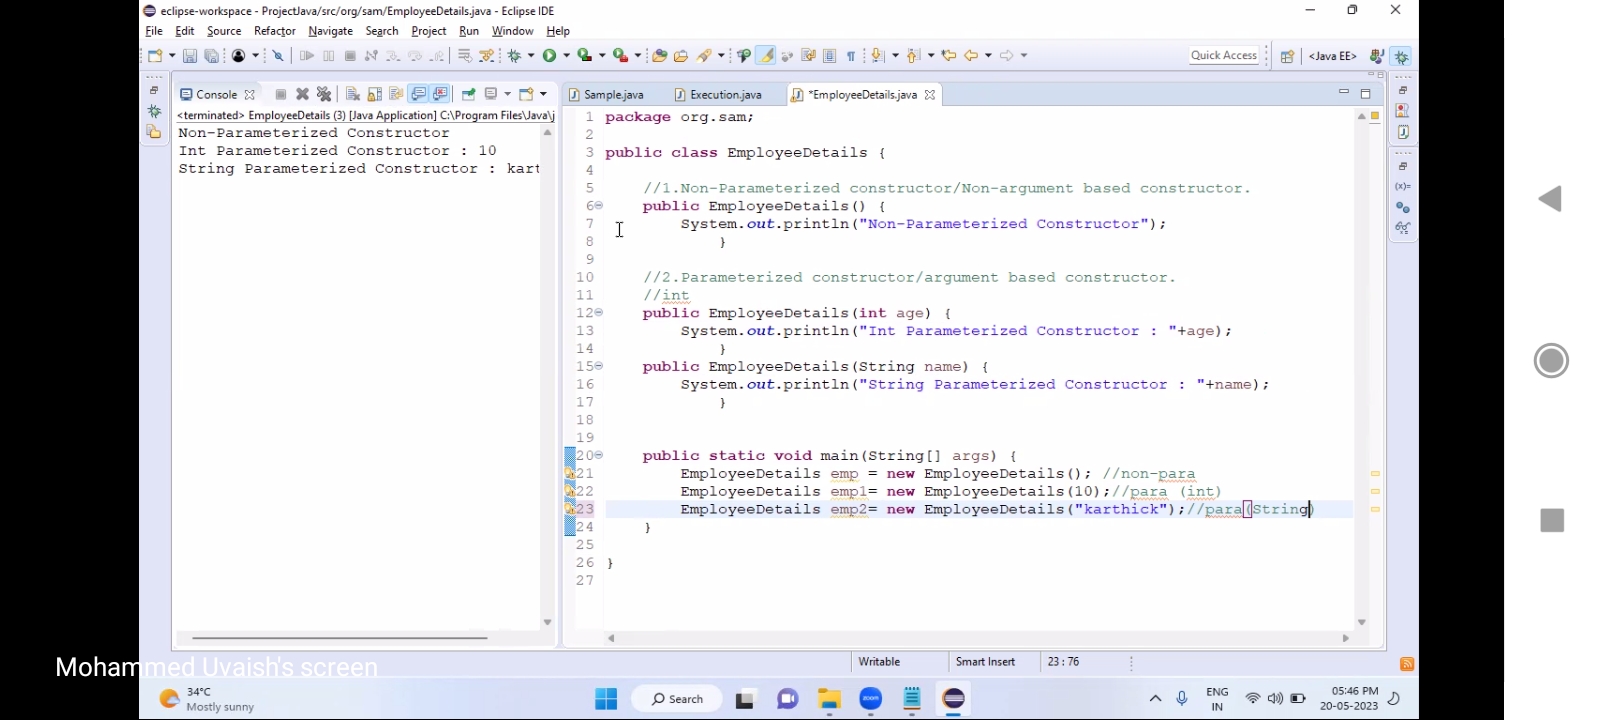 eclipse-workspace - ProjectJava/src/org/sam/EmployeeDetails.java - Eclipse IDE
File Edit Source Refactor Navigate Search Project Run Window Help
Quick Access
<Java EE>
Console
<terminated> EmployeeDetails (3) [Java Application] C:\Program Files\Java\j
Non-Parameterized Constructor
Int Parameterized Constructor : 10
String Parameterized Constructor : kart
Sample.java Execution.java *EmployeeDetails.java
1 package org.sam;
2
3 public class EmployeeDetails {
4
5 //1.Non-Parameterized constructor/Non-argument based constructor.
6 public EmployeeDetails() {
7 System.out.println("Non-Parameterized Constructor");
8 }
9
10 //2.Parameterized constructor/argument based constructor.
11 //int
12 public EmployeeDetails(int age) {
13 System.out.println("Int Parameterized Constructor : "+age);
14 }
15 public EmployeeDetails(String name) {
16 System.out.println("String Parameterized Constructor : "+name);
17 }
18
19
20 public static void main(String[] args) {
21 EmployeeDetails emp = new EmployeeDetails(); //non-para
22 EmployeeDetails emp1= new EmployeeDetails(10);//para (int)
23 EmployeeDetails emp2= new EmployeeDetails("karthick");//para(String)
24 }
25
26 }
27
(x)=
Writable Smart Insert 23 : 76
Mohammed Uvaish's screen
34°C
Mostly sunny
Search
zoom
ENG
IN
05:46 PM
20-05-2023